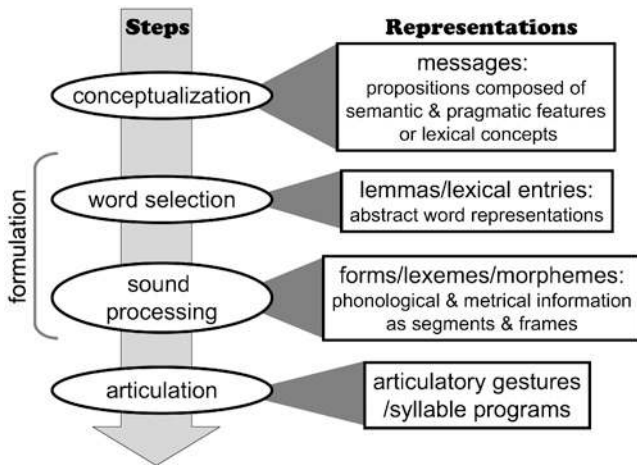 Steps
Representations
conceptualization
messages:
propositions composed of
semantic & pragmatic features
or lexical concepts
formulation
word selection
lemmas/lexical entries:
abstract word representations
sound
processing
forms/lexemes/morphemes:
phonological & metrical information
as segments & frames
articulation
articulatory gestures
/syllable programs